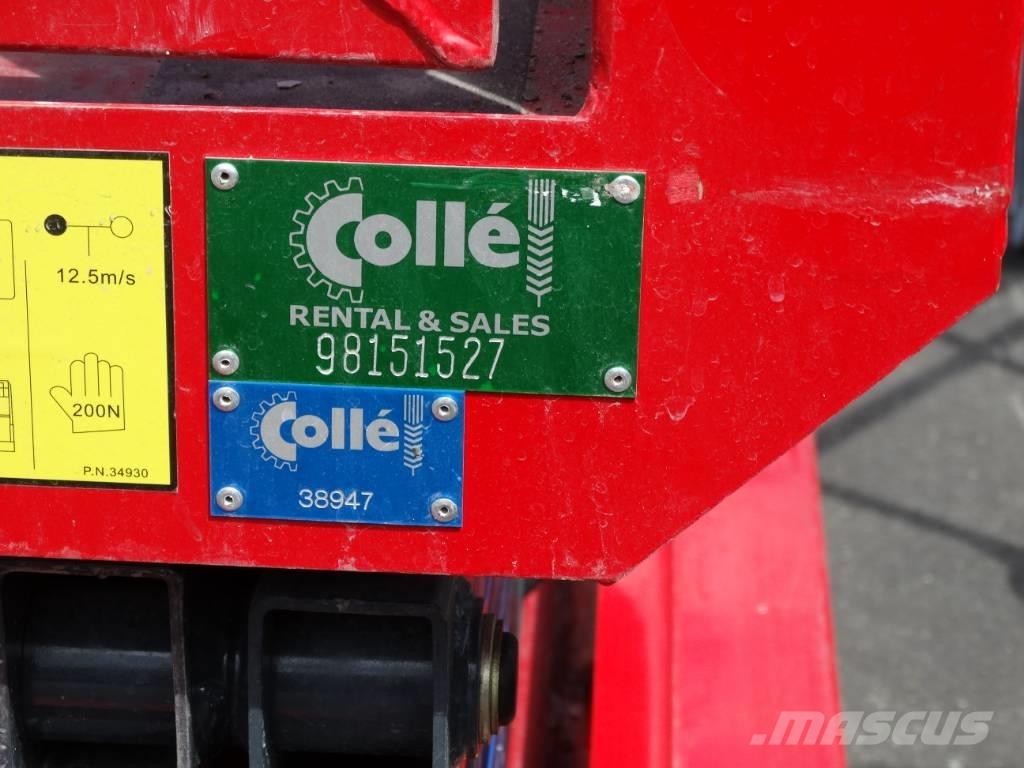 12.5m/s
200N
P.N.34930
Collé
RENTAL & SALES
98151527
Collé
38947
MASCUS